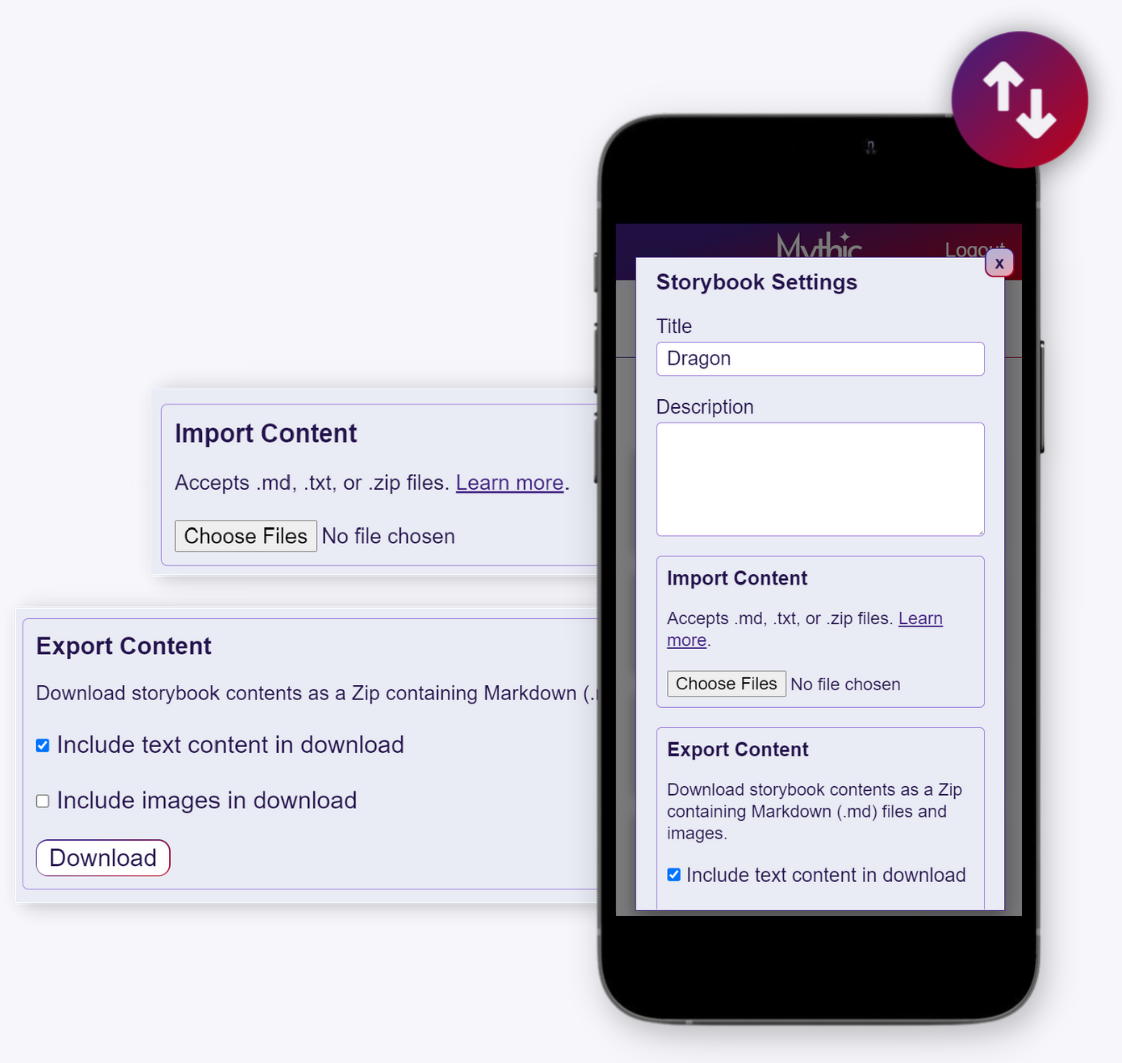 Mythic
Logout
x
Storybook Settings
Title
Dragon
Description
Import Content
Accepts .md, .txt, or .zip files. Learn
more.
Choose Files No file chosen
Export Content
Download storybook contents as a Zip
containing Markdown (.md) files and
images.
Include text content in download
Import Content
Accepts .md, .txt, or .zip files. Learn more.
Choose Files No file chosen
Export Content
Download storybook contents as a Zip containing Markdown (.
Include text content in download
Include images in download
Download